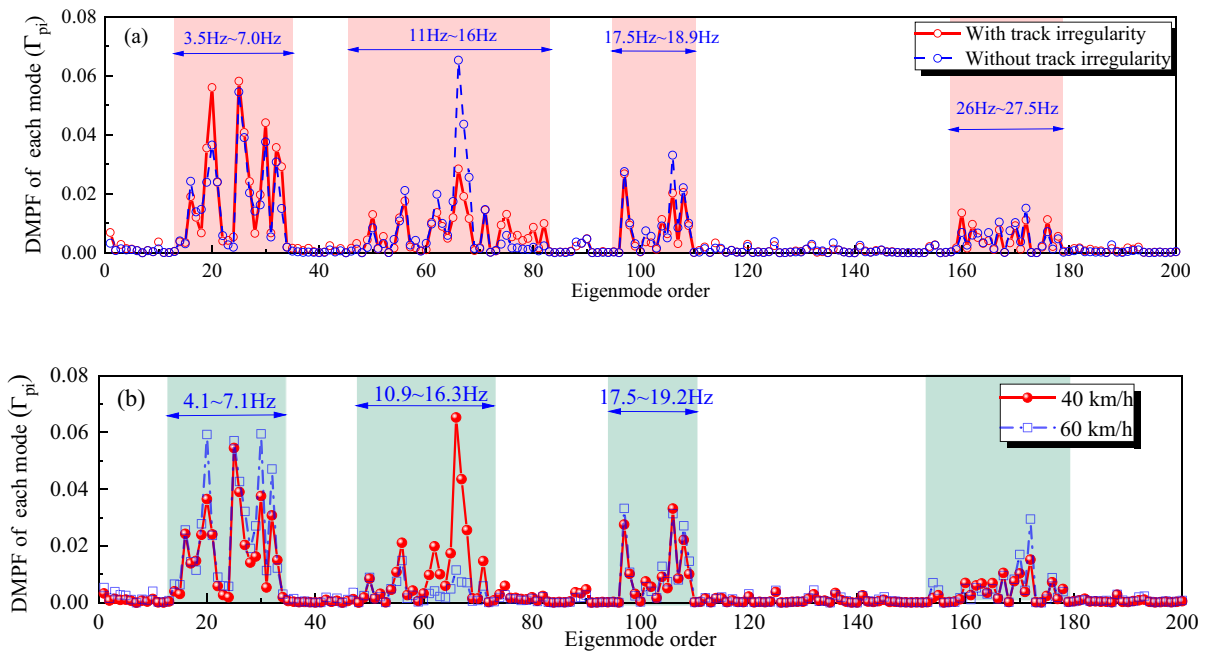 (a)
3.5Hz~7.0Hz
11Hz~16Hz
17.5Hz~18.9Hz
26Hz~27.5Hz
With track irregularity
Without track irregularity
DMPF of each mode (Γpi)
0.08
0.06
0.04
0.02
0.00
0 20 40 60 80 100 120 140 160 180 200
Eigenmode order
(b)
4.1~7.1Hz
10.9~16.3Hz
17.5~19.2Hz
40 km/h
60 km/h
DMPF of each mode (Γpi)
0.08
0.06
0.04
0.02
0.00
0 20 40 60 80 100 120 140 160 180 200
Eigenmode order